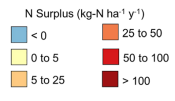 N Surplus (kg-N ha⁻¹ y⁻¹)
< 0
0 to 5
5 to 25
25 to 50
50 to 100
> 100